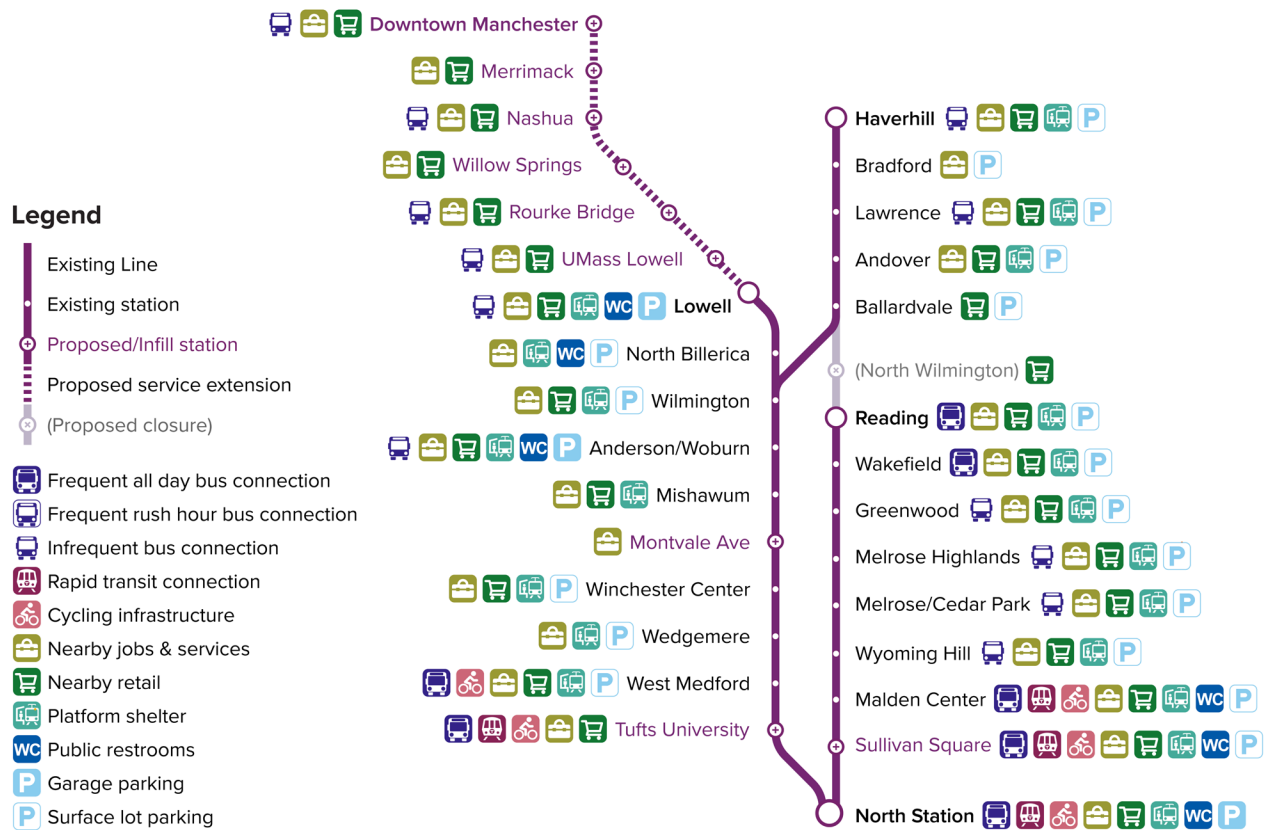 Downtown Manchester
Merrimack
Nashua
Willow Springs
Rourke Bridge
UMass Lowell
WC P Lowell
WC P North Billerica
P Wilmington
WC P Anderson/Woburn
Mishawum
Montvale Ave
P Winchester Center
P Wedgemere
P West Medford
Tufts University
Haverhill P
Bradford P
Lawrence P
Andover P
Ballardvale P
(North Wilmington)
Reading P
Wakefield P
Greenwood P
Melrose Highlands P
Melrose/Cedar Park P
Wyoming Hill P
Malden Center WC P
Sullivan Square WC P
North Station WC P
Legend
Existing Line
Existing station
Proposed/Infill station
Proposed service extension
(Proposed closure)
Frequent all day bus connection
Frequent rush hour bus connection
Infrequent bus connection
Rapid transit connection
Cycling infrastructure
Nearby jobs & services
Nearby retail
Platform shelter
WC Public restrooms
P Garage parking
P Surface lot parking